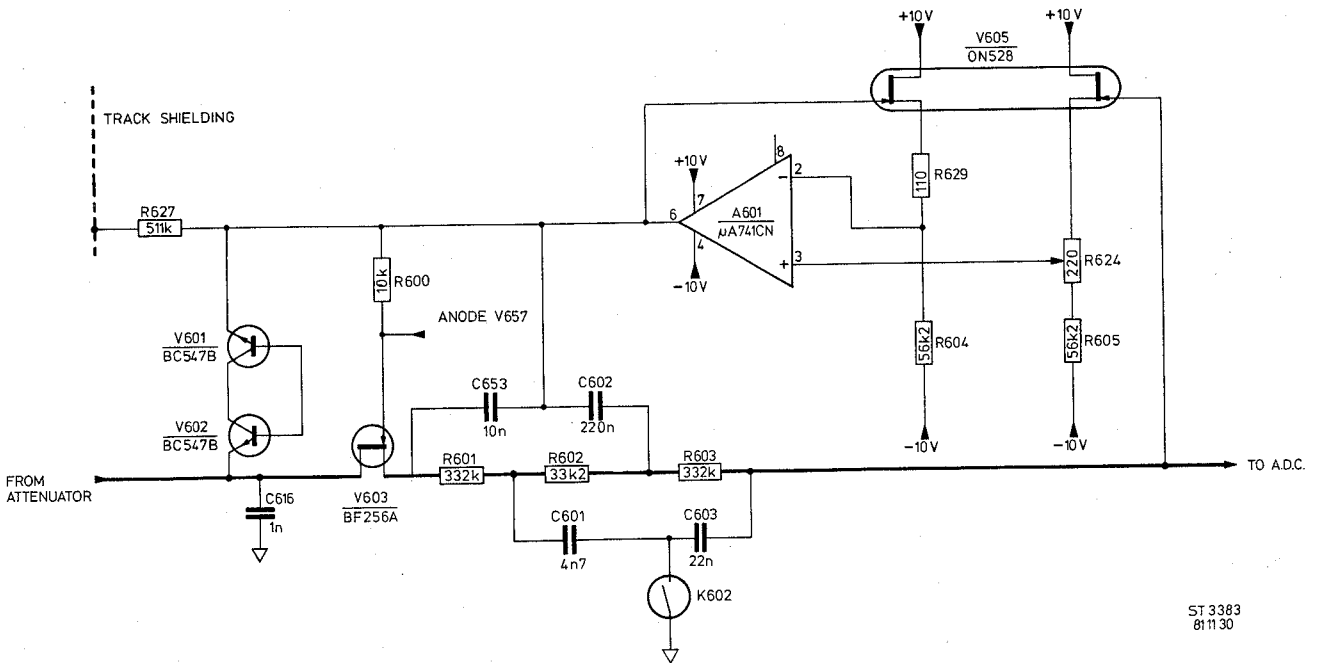 +10V
+10V
V605
ON528
TRACK SHIELDING
+10V
8
2
R629
110
7
R627
511k
6
A601
µA741CN
4
3
R624
220
-10V
10k
R600
ANODE V657
V601
BC547B
56k2
R604
56k2
R605
C653
C602
10n
220n
V602
BC547B
-10V
-10V
R601
332k
R602
33k2
R603
332k
TO A.D.C.
FROM
ATTENUATOR
C616
1n
V603
BF256A
C601
4n7
C603
22n
K602
ST 3383
81 11 30